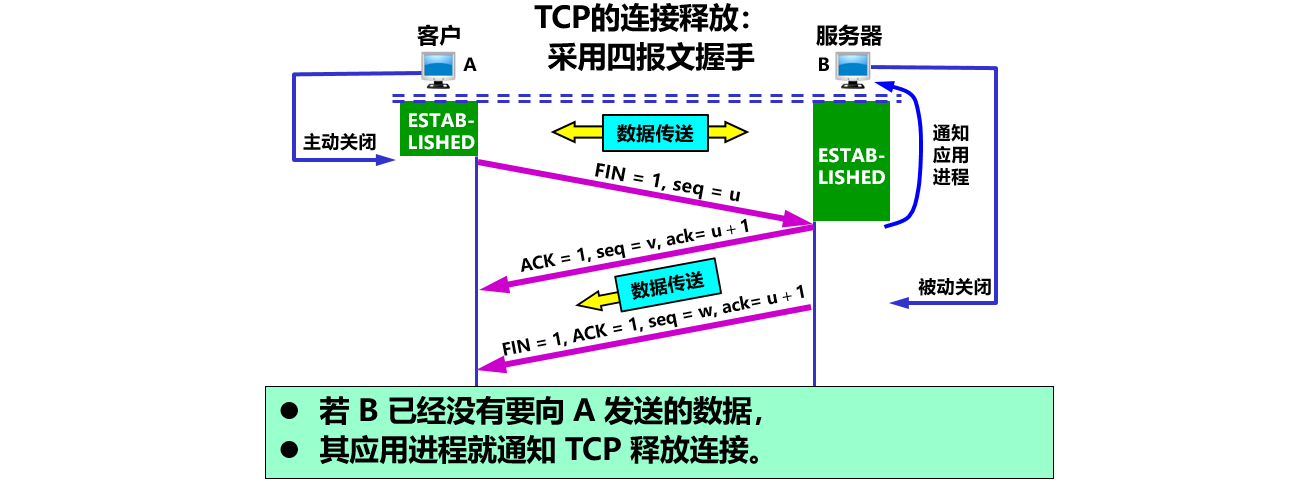 TCP的连接释放：
采用四报文握手
客户
A
服务器
B
ESTAB-
LISHED
数据传送
ESTAB-
LISHED
通知
应用
进程
主动关闭
FIN = 1, seq = u
ACK = 1, seq = v, ack= u + 1
数据传送
被动关闭
FIN = 1, ACK = 1, seq = w, ack= u + 1
● 若 B 已经没有要向 A 发送的数据，
● 其应用进程就通知 TCP 释放连接。